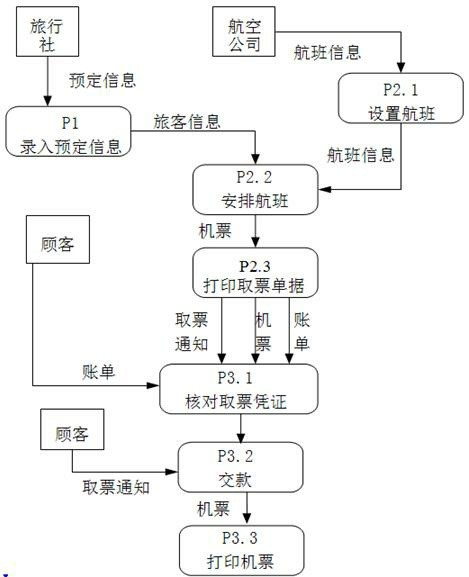 旅行
社
航空
公司
航班信息
预定信息
P2.1
设置航班
P1
录入预定信息
旅客信息
航班信息
P2.2
安排航班
机票
顾客
P2.3
打印取票单据
取票
通知
机
票
账
单
账单
P3.1
核对取票凭证
顾客
P3.2
交款
取票通知
机票
P3.3
打印机票